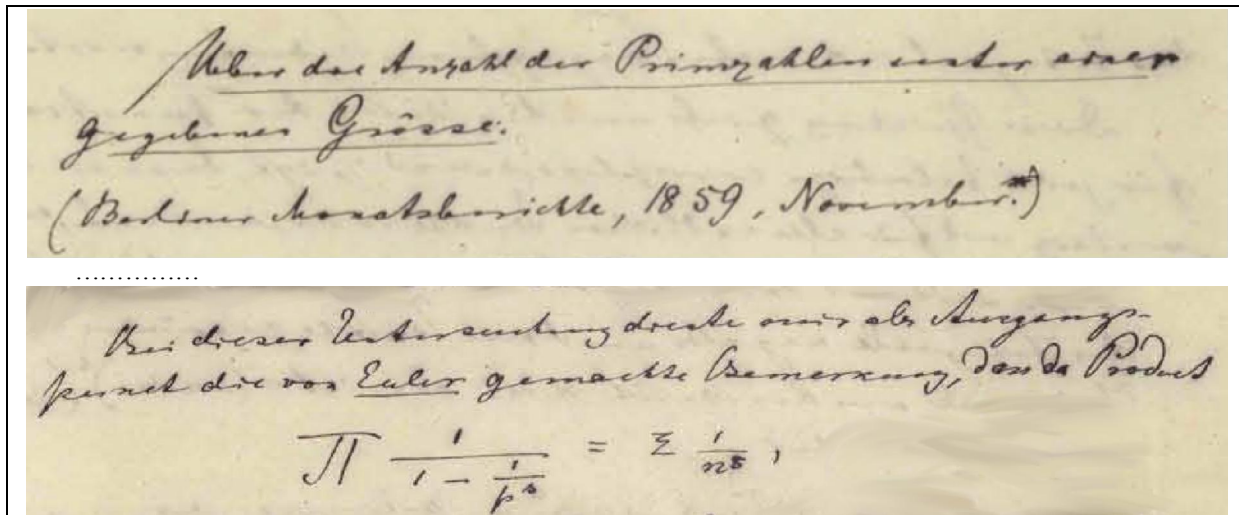 Ueber die Anzahl der Primzahlen unter einer
gegebenen Grösse.
(Berliner Monatsberichte, 1859, November.*)
...............
Bei dieser Untersuchung diente mir als Ausgangs-
punkt die von Euler gemachte Bemerkung, dass das Product
∏ 1/(1 − 1/p^s) = Σ 1/n^s,